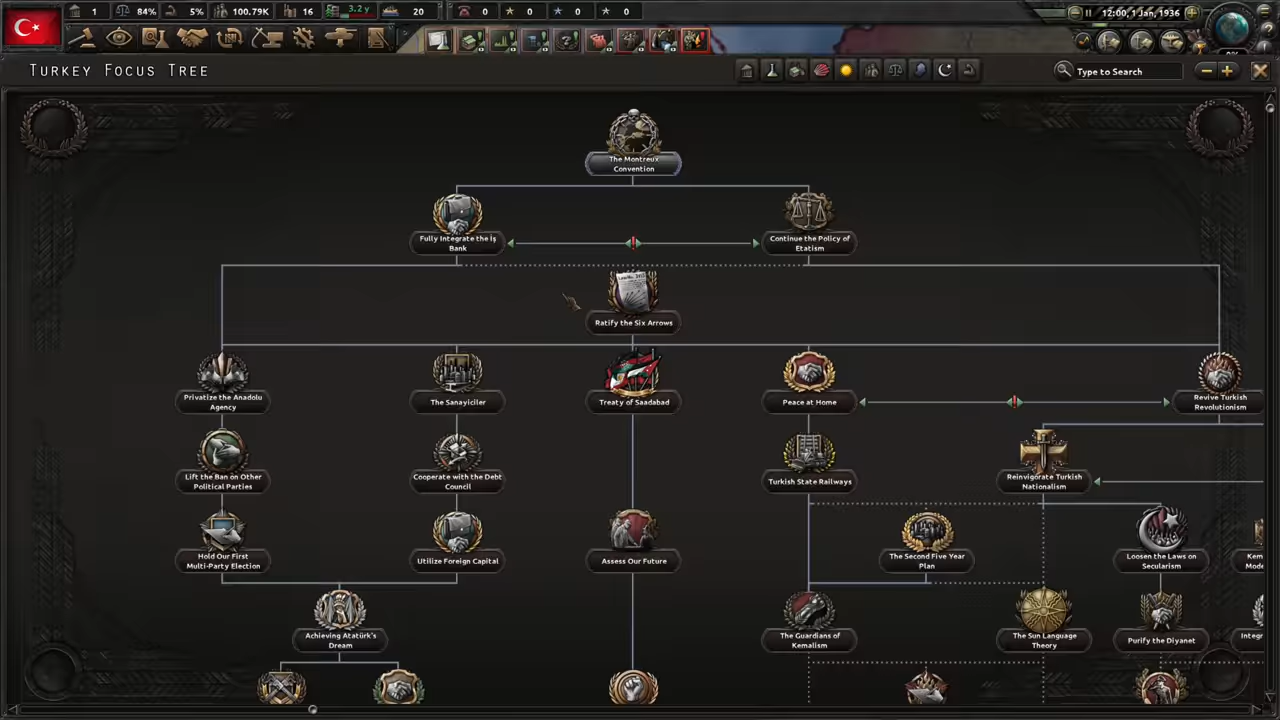 1 84% 5% 100.79K 16 3.2 y 20 0 0 0 0 12:00, 1 Jan, 1936
TURKEY FOCUS TREE
Type to Search
The Montreux
Convention
Fully Integrate the İş
Bank
Continue the Policy of
Etatism
Ratify the Six Arrows
Privatize the Anadolu
Agency
The Sanayiciler
Treaty of Saadabad
Peace at Home
Revive Turkish
Revolutionism
Lift the Ban on Other
Political Parties
Cooperate with the Debt
Council
Turkish State Railways
Reinvigorate Turkish
Nationalism
Hold Our First
Multi-Party Election
Utilize Foreign Capital
Assess Our Future
The Second Five Year
Plan
Loosen the Laws on
Secularism
Kem
Mode
Achieving Atatürk's
Dream
The Guardians of
Kemalism
The Sun Language
Theory
Purify the Diyanet
Integr